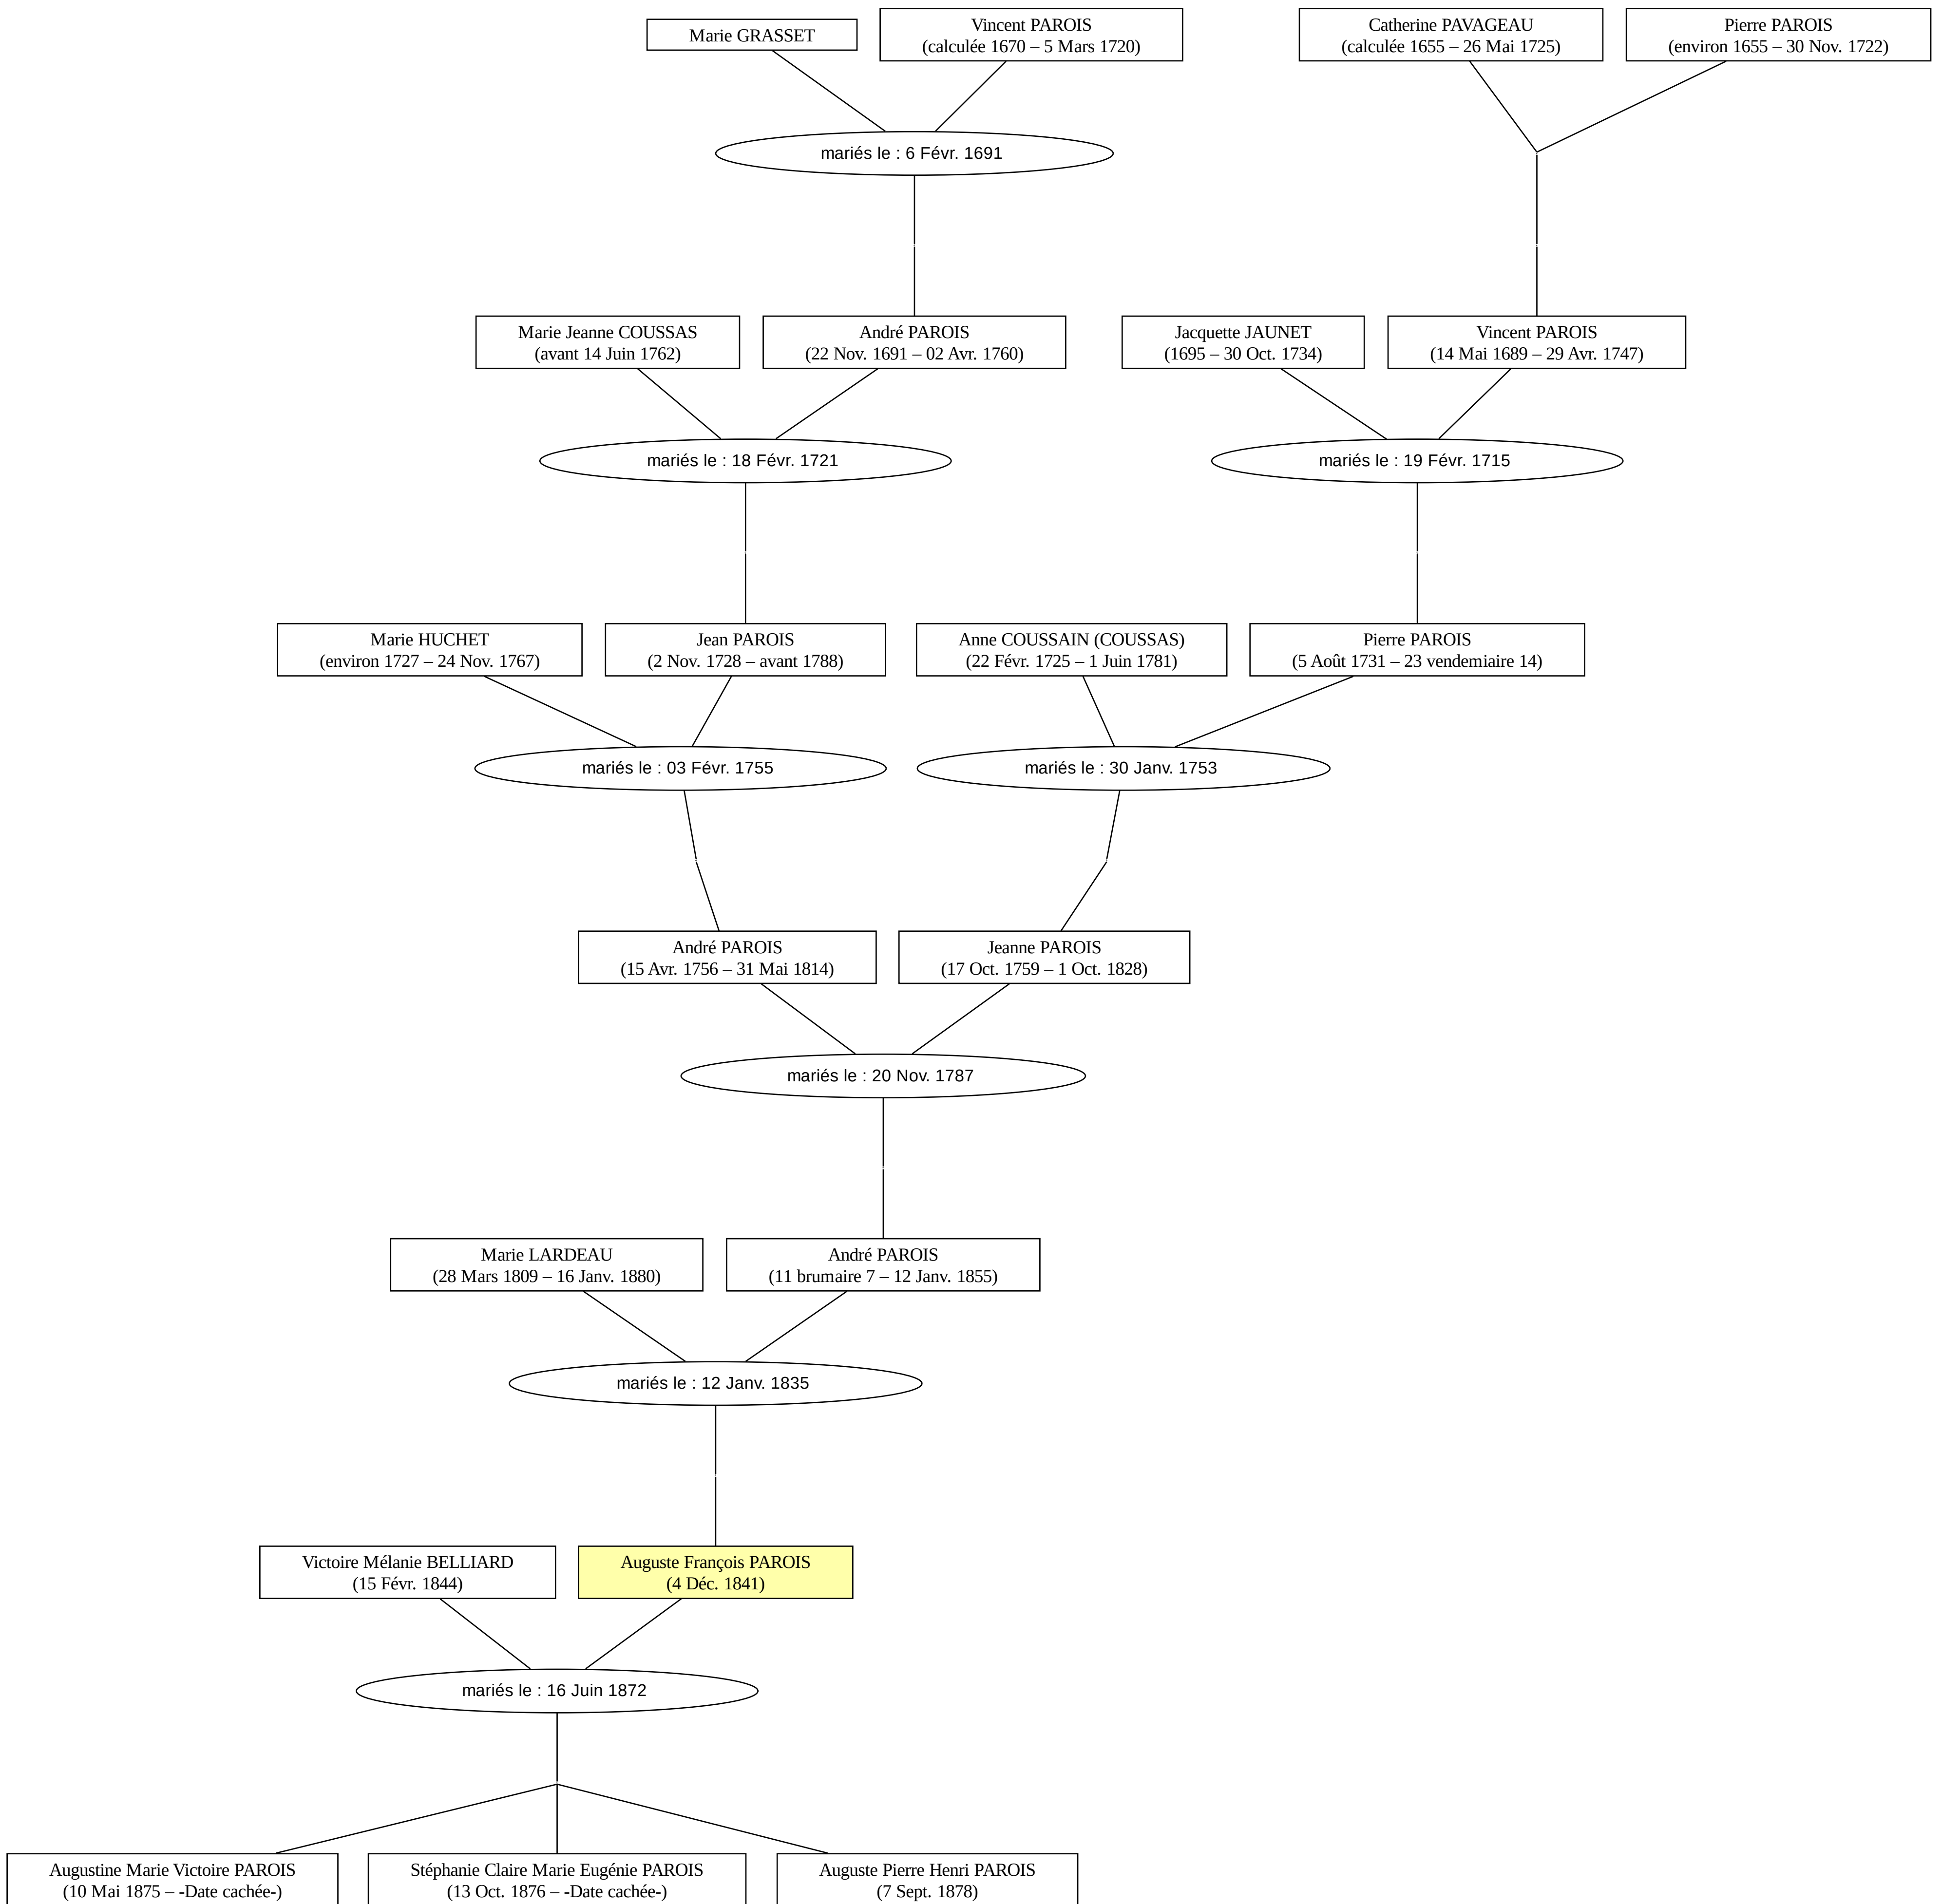 Marie GRASSET
Vincent PAROIS
(calculée 1670 – 5 Mars 1720)
Catherine PAVAGEAU
(calculée 1655 – 26 Mai 1725)
Pierre PAROIS
(environ 1655 – 30 Nov. 1722)
mariés le : 6 Févr. 1691
Marie Jeanne COUSSAS
(avant 14 Juin 1762)
André PAROIS
(22 Nov. 1691 – 02 Avr. 1760)
Jacquette JAUNET
(1695 – 30 Oct. 1734)
Vincent PAROIS
(14 Mai 1689 – 29 Avr. 1747)
mariés le : 18 Févr. 1721
mariés le : 19 Févr. 1715
Marie HUCHET
(environ 1727 – 24 Nov. 1767)
Jean PAROIS
(2 Nov. 1728 – avant 1788)
Anne COUSSAIN (COUSSAS)
(22 Févr. 1725 – 1 Juin 1781)
Pierre PAROIS
(5 Août 1731 – 23 vendemiaire 14)
mariés le : 03 Févr. 1755
mariés le : 30 Janv. 1753
André PAROIS
(15 Avr. 1756 – 31 Mai 1814)
Jeanne PAROIS
(17 Oct. 1759 – 1 Oct. 1828)
mariés le : 20 Nov. 1787
Marie LARDEAU
(28 Mars 1809 – 16 Janv. 1880)
André PAROIS
(11 brumaire 7 – 12 Janv. 1855)
mariés le : 12 Janv. 1835
Victoire Mélanie BELLIARD
(15 Févr. 1844)
Auguste François PAROIS
(4 Déc. 1841)
mariés le : 16 Juin 1872
Augustine Marie Victoire PAROIS
(10 Mai 1875 – -Date cachée-)
Stéphanie Claire Marie Eugénie PAROIS
(13 Oct. 1876 – -Date cachée-)
Auguste Pierre Henri PAROIS
(7 Sept. 1878)